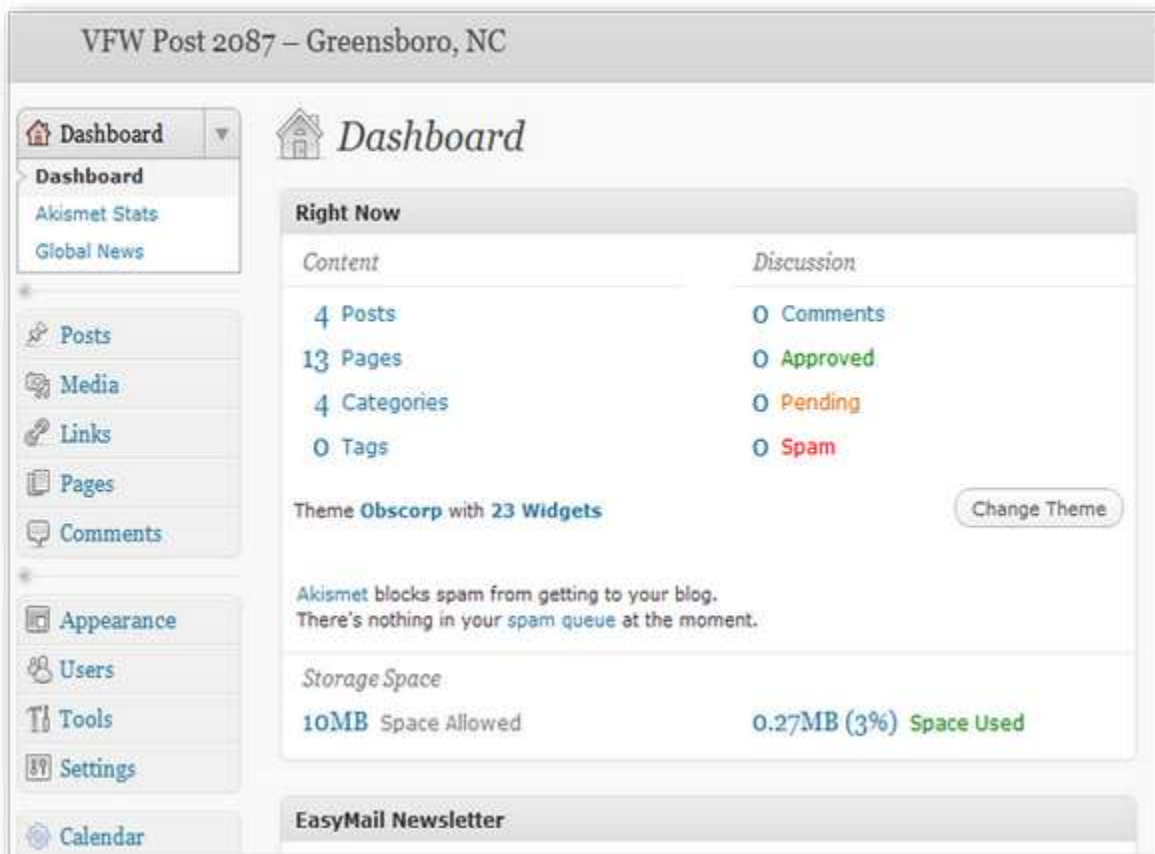 VFW Post 2087 – Greensboro, NC
Dashboard
Dashboard
Akismet Stats
Global News
Posts
Media
Links
Pages
Comments
Appearance
Users
Tools
Settings
Calendar
Dashboard
Right Now
Content
4 Posts
13 Pages
4 Categories
0 Tags
Discussion
0 Comments
0 Approved
0 Pending
0 Spam
Theme Obscorp with 23 Widgets
Change Theme
Akismet blocks spam from getting to your blog.
There's nothing in your spam queue at the moment.
Storage Space
10MB Space Allowed
0.27MB (3%) Space Used
EasyMail Newsletter